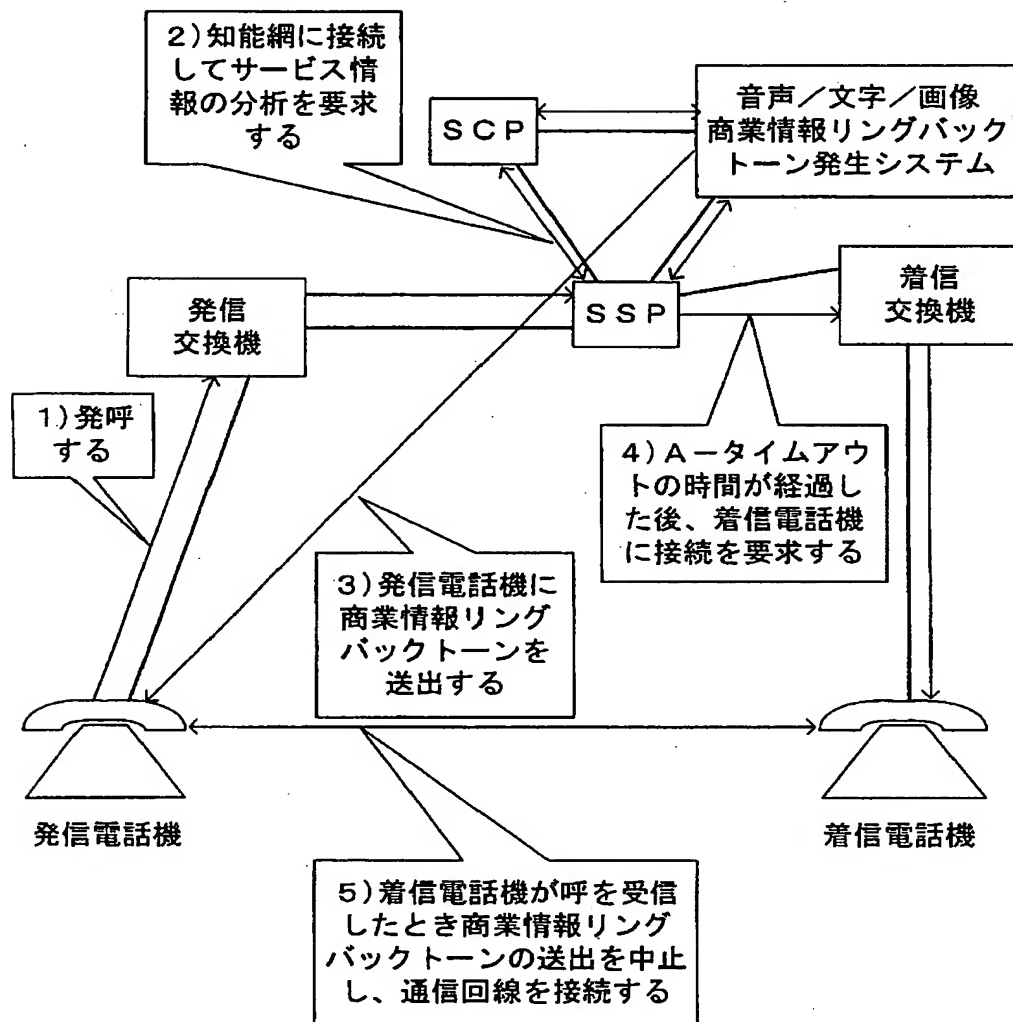 2)知能網に接続
してサービス情
報の分析を要求
する
SCP
音声/文字/画像
商業情報リングバック
トーン発生システム
発信
交換機
SSP
着信
交換機
1)発呼
する
4)A-タイムアウ
トの時間が経過し
た後、着信電話機
に接続を要求する
3)発信電話機に
商業情報リング
バックトーンを
送出する
発信電話機
着信電話機
5)着信電話機が呼を受信
したとき商業情報リング
バックトーンの送出を中止
し、通信回線を接続する